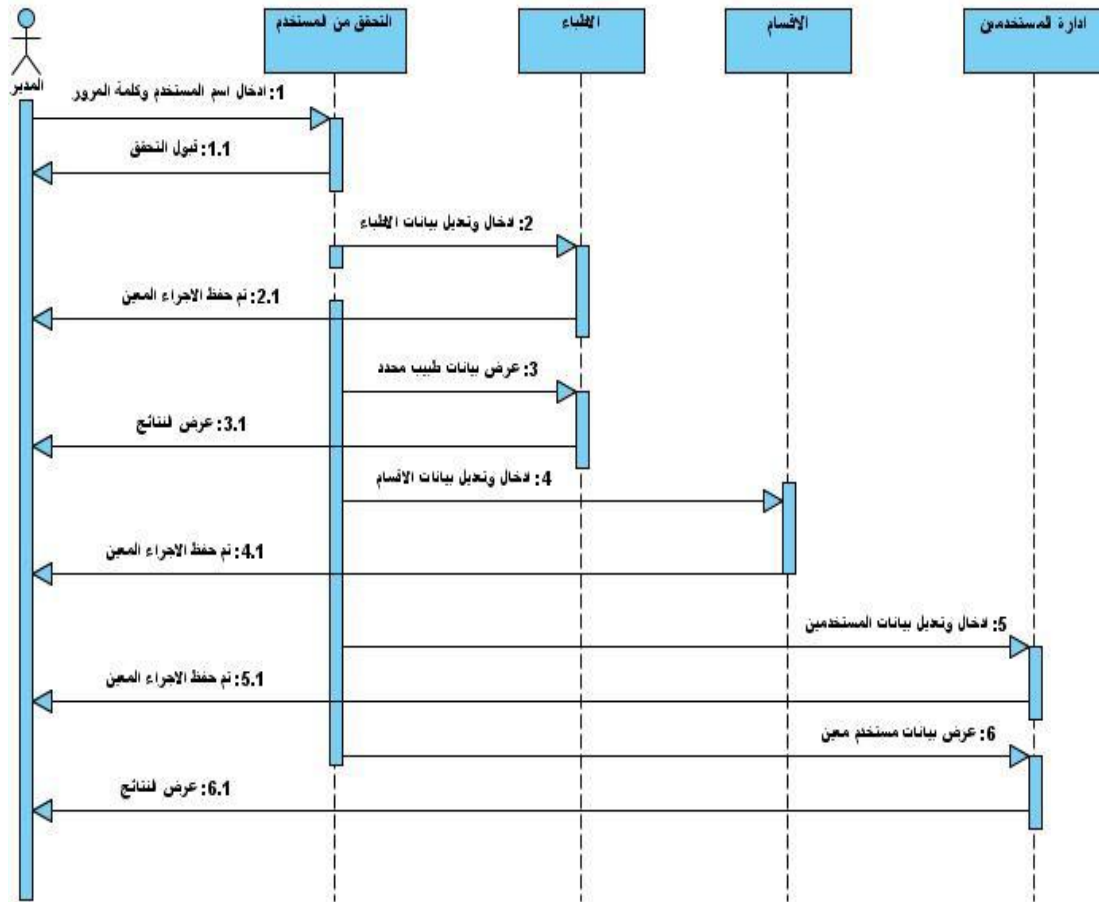 التحقق من المستخدم
الاطباء
الاقسام
ادارة المستخدمين
المدير
1: ادخال اسم المستخدم وكلمة المرور
1.1: قبول التحقق
2: ادخال وتعديل بيانات الاطباء
2.1: تم حفظ الاجراء المعين
3: عرض بيانات طبيب محدد
3.1: عرض النتائج
4: ادخال وتعديل بيانات الاقسام
4.1: تم حفظ الاجراء المعين
5: ادخال وتعديل بيانات المستخدمين
5.1: تم حفظ الاجراء المعين
6: عرض بيانات مستخدم معين
6.1: عرض النتائج